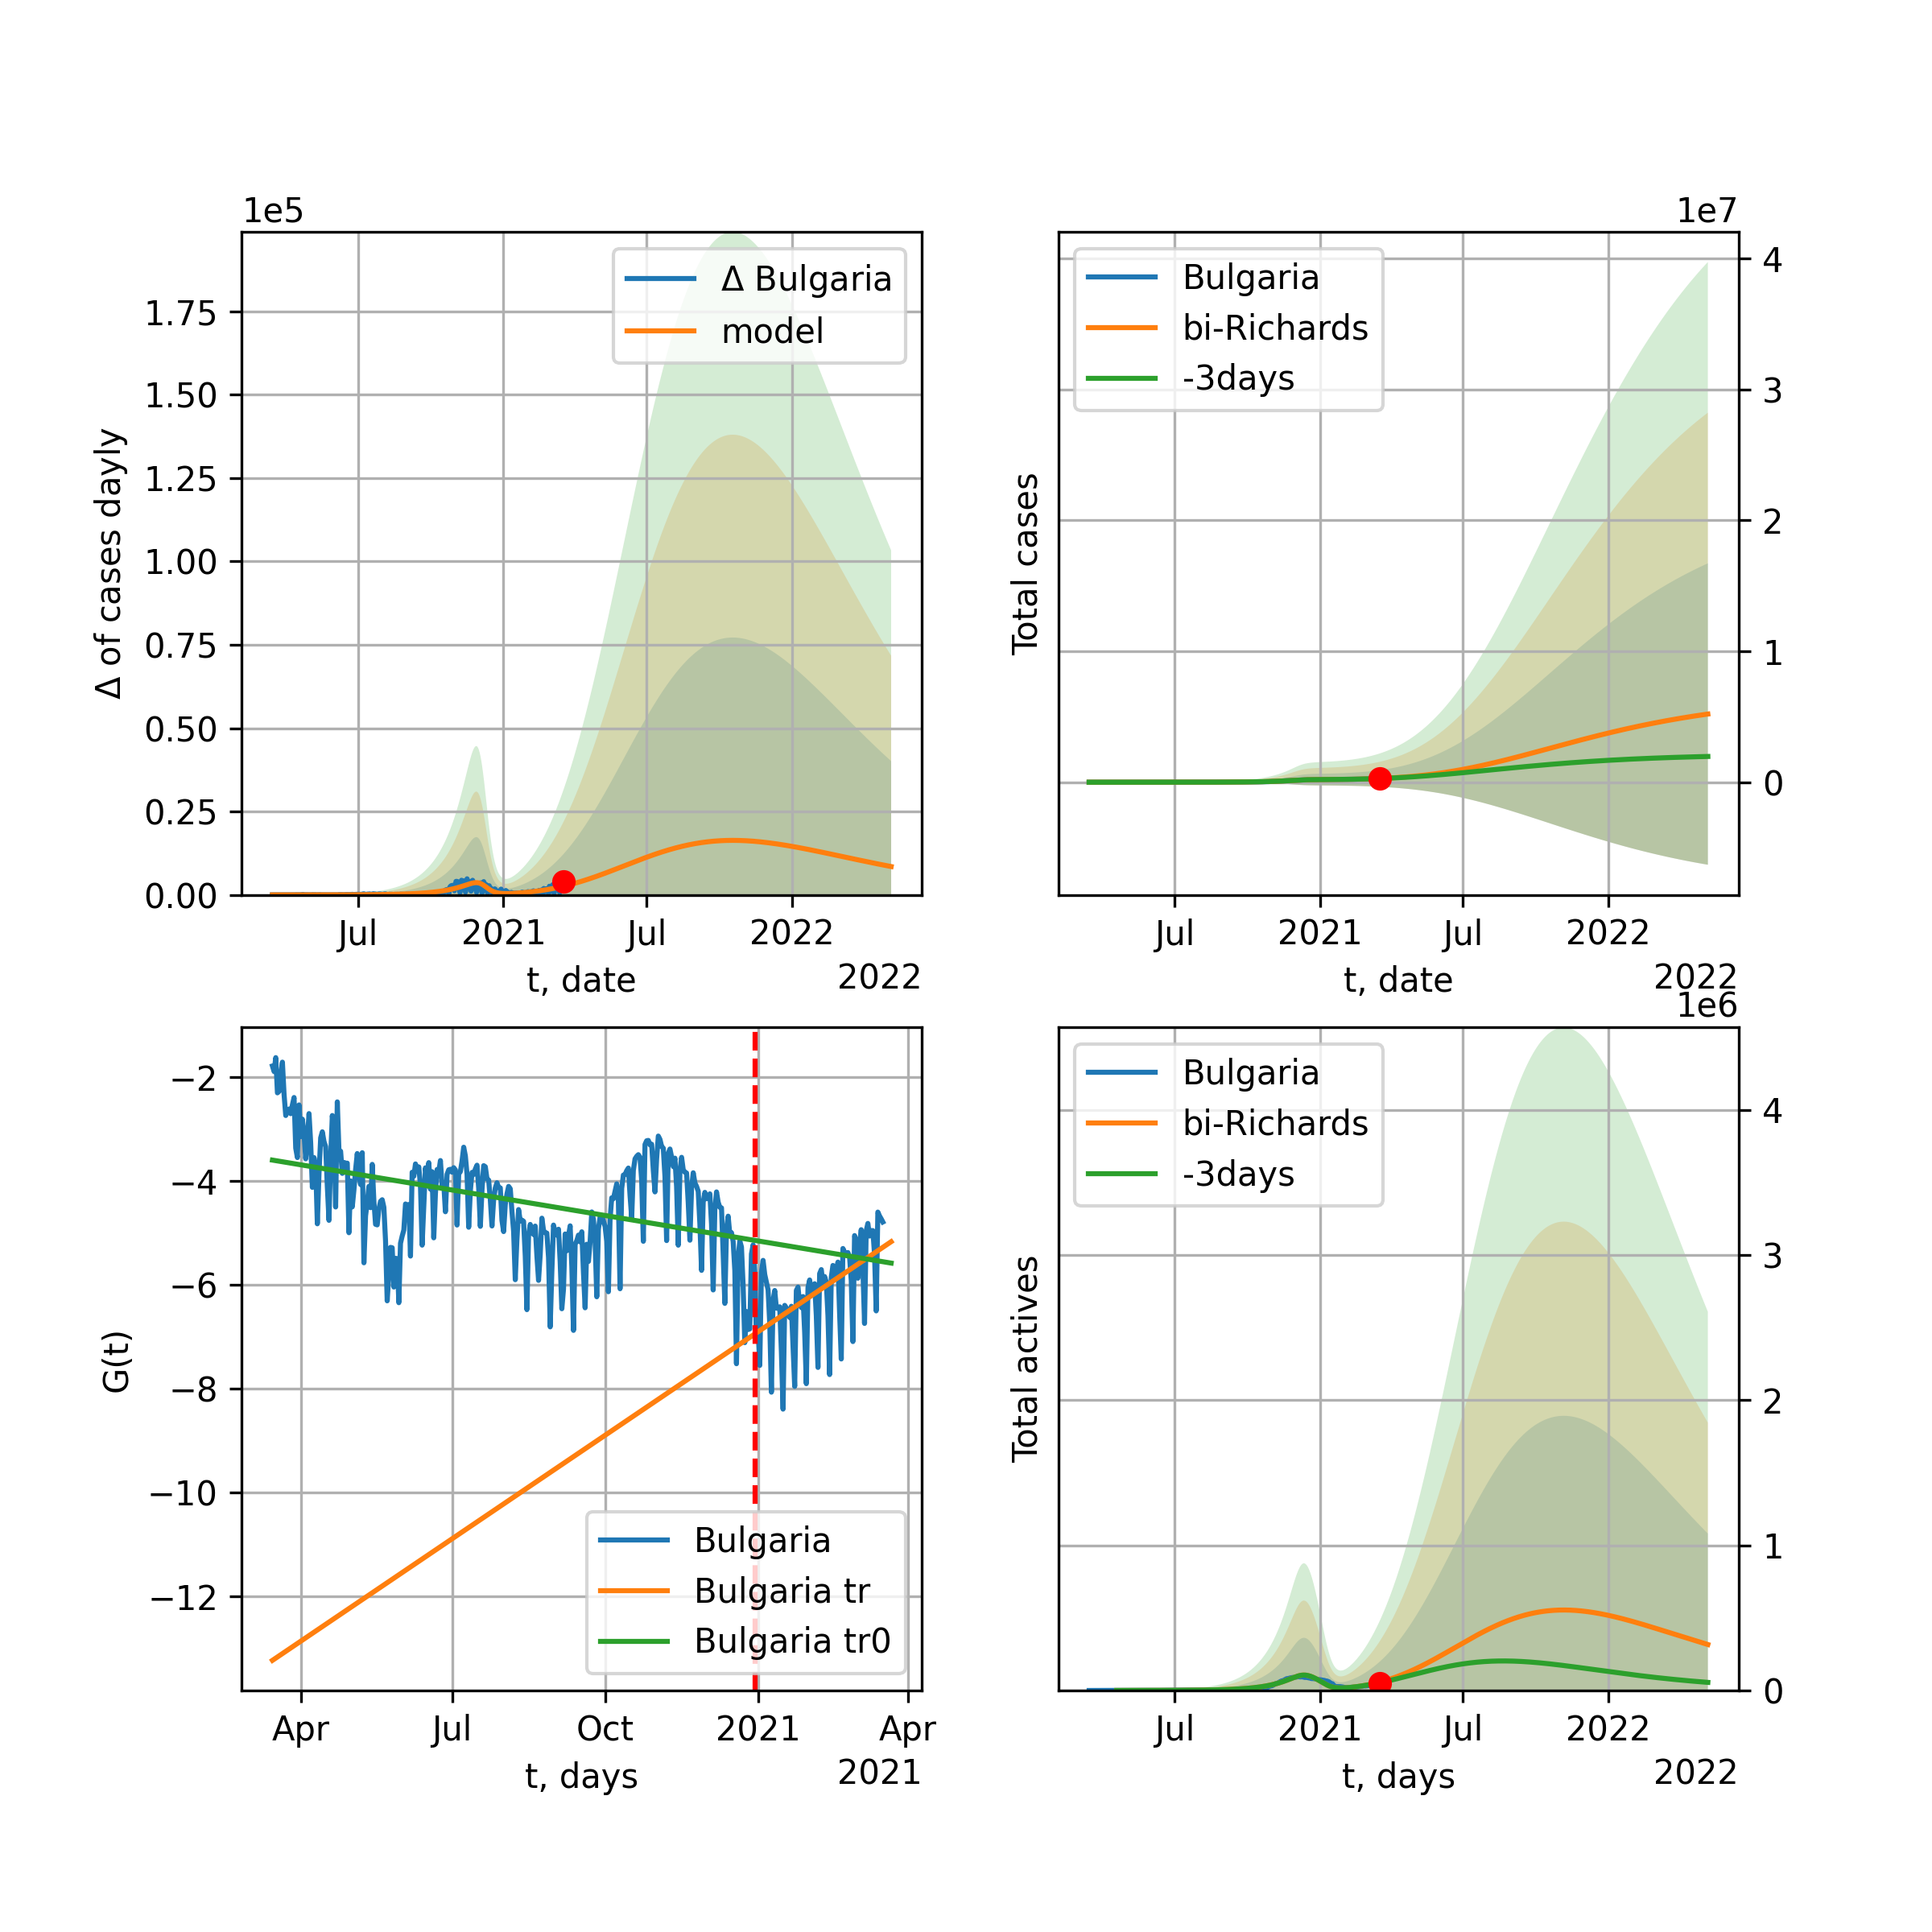 1e5
Δ of cases dayly
1.75
1.50
1.25
1.00
0.75
0.50
0.25
0.00
Δ Bulgaria
model
Jul 2021 Jul 2022
t, date
2022
1e7
Total cases
Bulgaria
bi-Richards
-3days
4
3
2
1
0
Jul 2021 Jul 2022
t, date
2022
G(t)
−2
−4
−6
−8
−10
−12
Bulgaria
Bulgaria tr
Bulgaria tr0
Apr Jul Oct 2021 Apr
t, days
2021
1e6
Total actives
Bulgaria
bi-Richards
-3days
4
3
2
1
0
Jul 2021 Jul 2022
t, days
2022